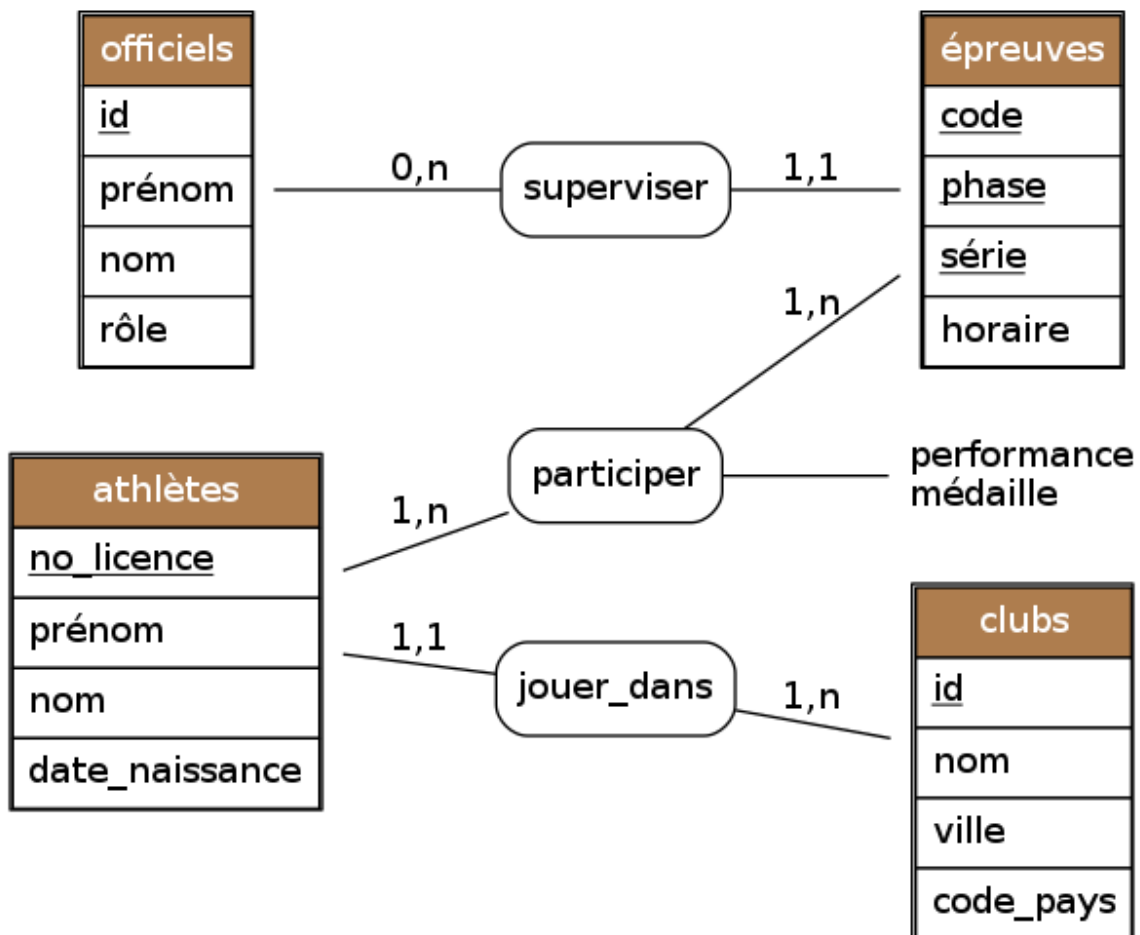 officiels
id
prénom
nom
rôle
0,n
superviser
1,1
épreuves
code
phase
série
horaire
1,n
participer
performance
médaille
1,n
athlètes
no_licence
prénom
nom
date_naissance
1,1
jouer_dans
1,n
clubs
id
nom
ville
code_pays